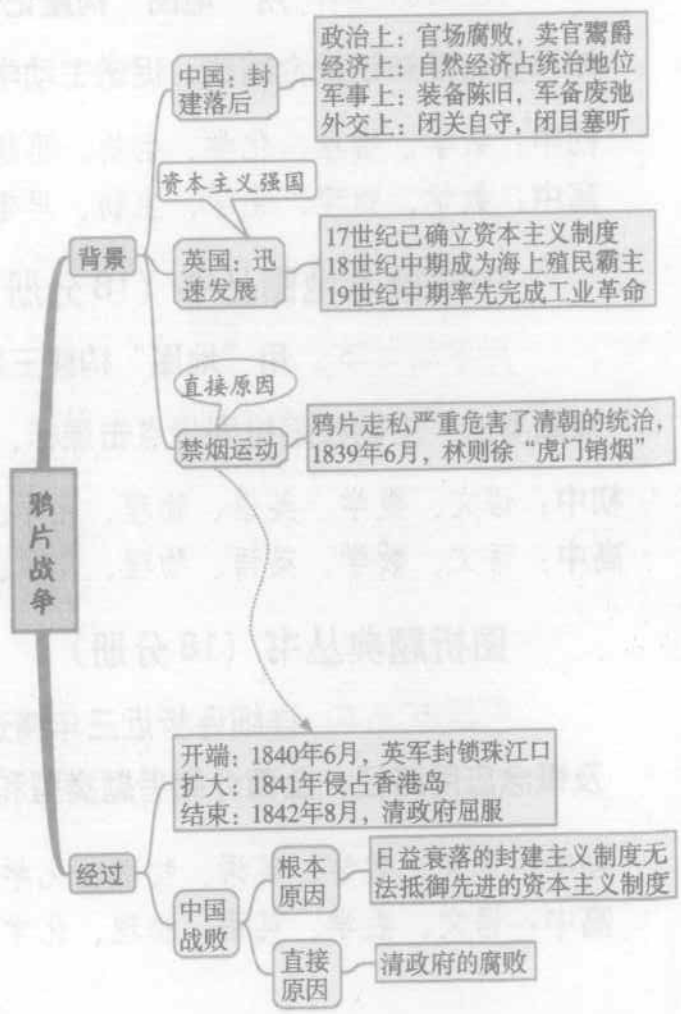 政治上：官场腐败，卖官鬻爵
经济上：自然经济占统治地位
军事上：装备陈旧，军备废弛
外交上：闭关自守，闭目塞听
中国：封
建落后
资本主义强国
背景
英国：迅
速发展
17世纪已确立资本主义制度
18世纪中期成为海上殖民霸主
19世纪中期率先完成工业革命
直接原因
禁烟运动
鸦片走私严重危害了清朝的统治，
1839年6月，林则徐“虎门销烟”
鸦片战争
开端：1840年6月，英军封锁珠江口
扩大：1841年侵占香港岛
结束：1842年8月，清政府屈服
经过
中国
战败
根本
原因
日益衰落的封建主义制度无
法抵御先进的资本主义制度
直接
原因
清政府的腐败